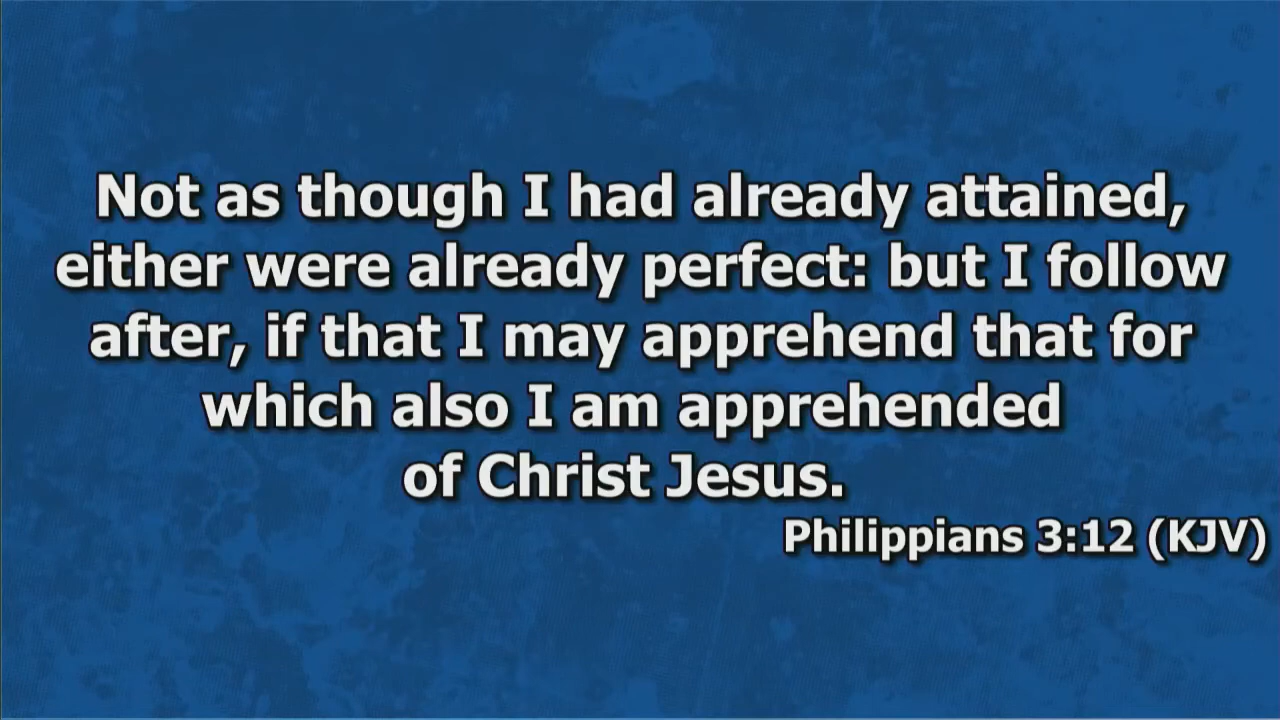 Not as though I had already attained,
either were already perfect: but I follow
after, if that I may apprehend that for
which also I am apprehended
of Christ Jesus.
Philippians 3:12 (KJV)